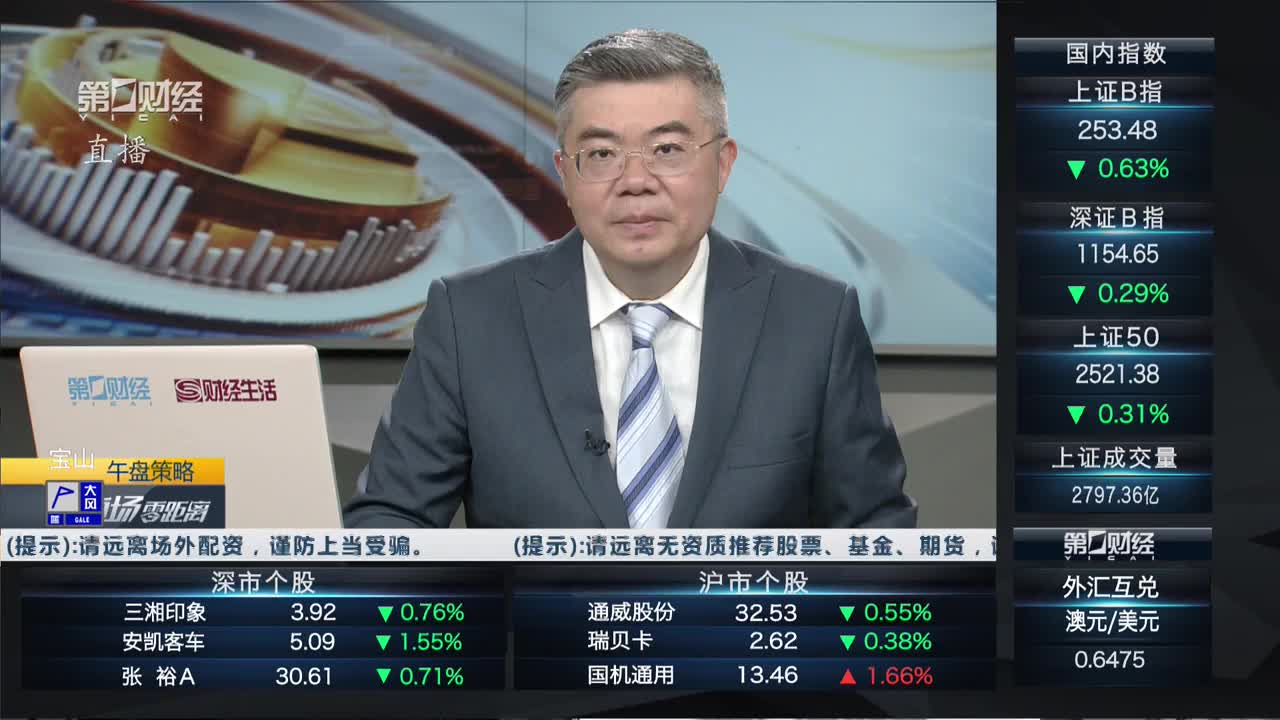 第一财经
YICAI
直播
第一财经
YICAI
财经生活
宝山
午盘策略
大风
GALE
市场零距离
(提示):请远离场外配资，谨防上当受骗。
(提示):请远离无资质推荐股票、基金、期货，
深市个股
三湘印象 3.92 ▼ 0.76%
安凯客车 5.09 ▼ 1.55%
张 裕A 30.61 ▼ 0.71%
沪市个股
通威股份 32.53 ▼ 0.55%
瑞贝卡 2.62 ▼ 0.38%
国机通用 13.46 ▲ 1.66%
国内指数
上证B指
253.48
▼ 0.63%
深证B指
1154.65
▼ 0.29%
上证50
2521.38
▼ 0.31%
上证成交量
2797.36亿
第一财经
YICAI
外汇互兑
澳元/美元
0.6475